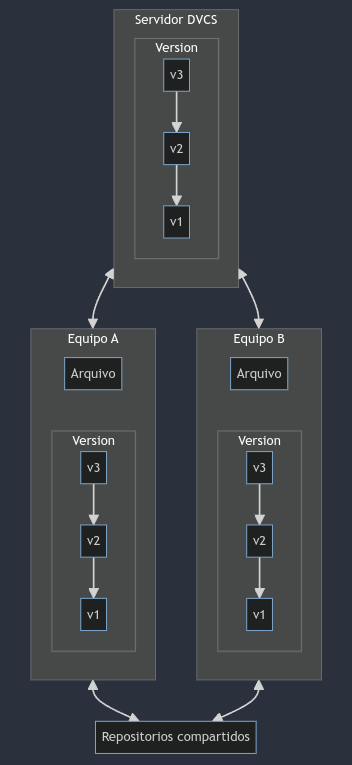 Servidor DVCS
Version
v3
v2
v1
Equipo A
Arquivo
Version
v3
v2
v1
Equipo B
Arquivo
Version
v3
v2
v1
Repositorios compartidos